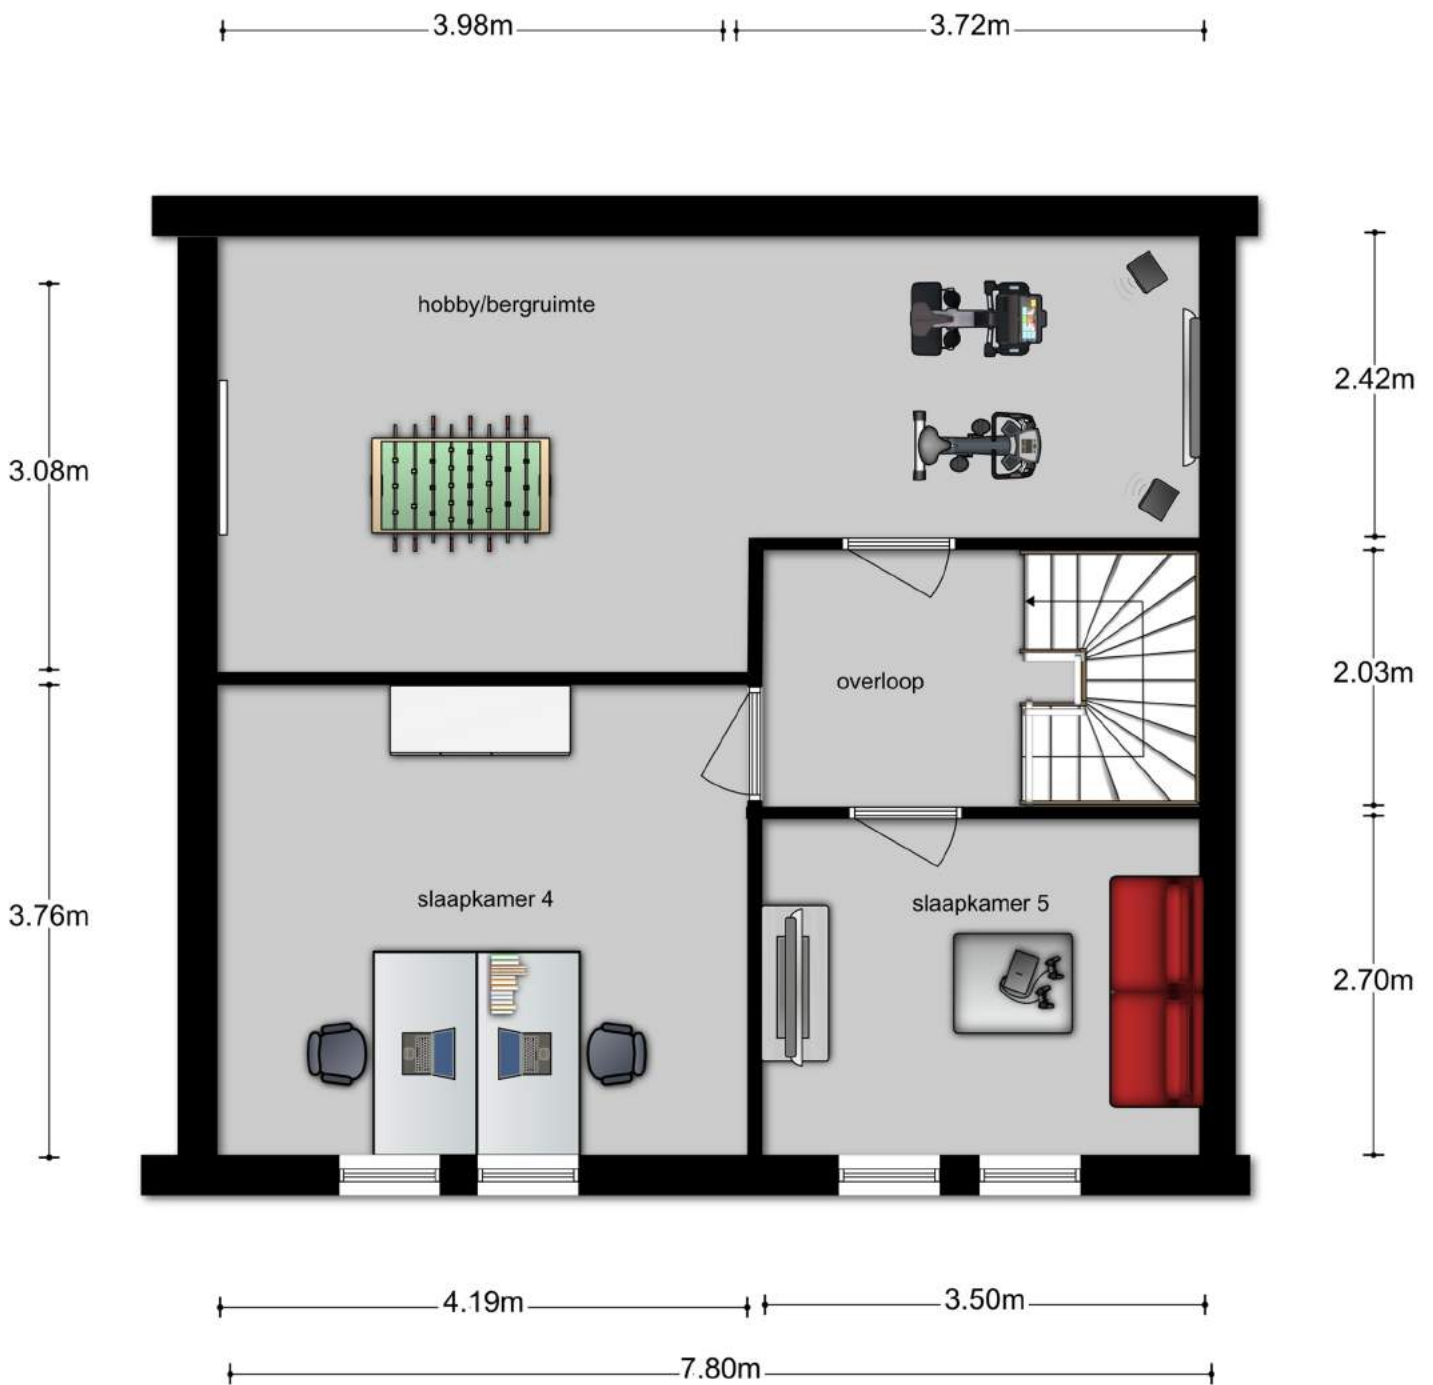 3.98m
3.72m
hobby/bergruimte
2.42m
3.08m
overloop
2.03m
slaapkamer 4
slaapkamer 5
3.76m
2.70m
4.19m
3.50m
7.80m